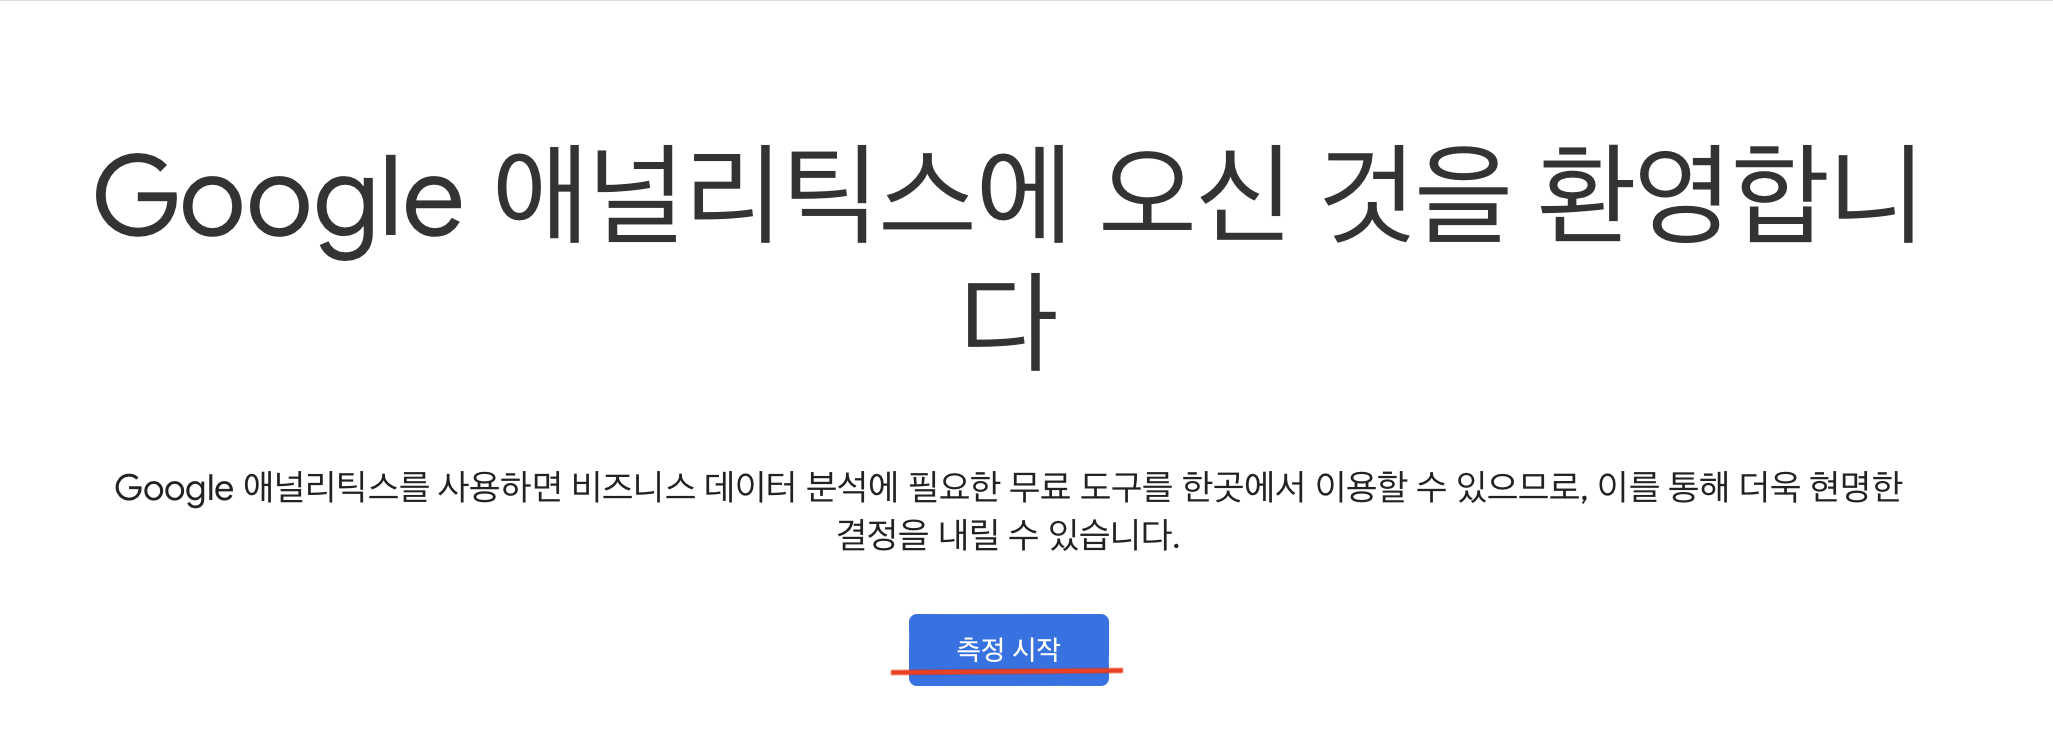 Google 애널리틱스에 오신 것을 환영합니
다
Google 애널리틱스를 사용하면 비즈니스 데이터 분석에 필요한 무료 도구를 한곳에서 이용할 수 있으므로, 이를 통해 더욱 현명한
결정을 내릴 수 있습니다.
측정 시작